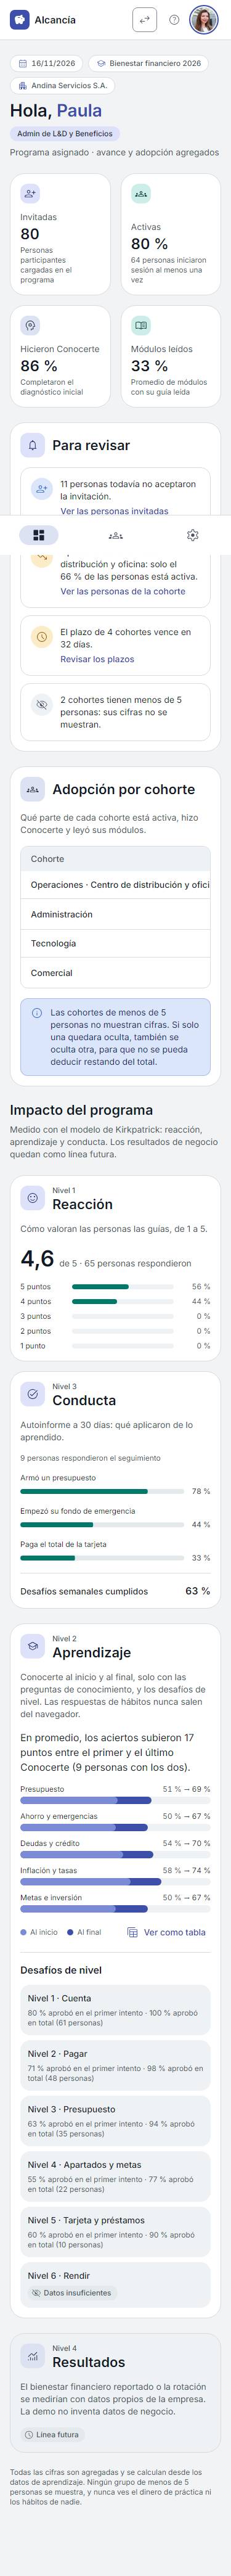 Alcancía
16/11/2026
Bienestar financiero 2026
Andina Servicios S.A.
Hola, Paula
Admin de L&D y Beneficios
Programa asignado · avance y adopción agregados
Invitadas
80
Personas
participantes
cargadas en el
programa
Activas
80 %
64 personas iniciaron
sesión al menos una
vez
Hicieron Conocerte
86 %
Completaron el
diagnóstico inicial
Módulos leídos
33 %
Promedio de módulos
con su guía leída
Para revisar
11 personas todavía no aceptaron
la invitación.
Ver las personas invitadas
distribución y oficina: solo el
66 % de las personas está activa.
Ver las personas de la cohorte
El plazo de 4 cohortes vence en
32 días.
Revisar los plazos
2 cohortes tienen menos de 5
personas: sus cifras no se
muestran.
Adopción por cohorte
Qué parte de cada cohorte está activa, hizo
Conocerte y leyó sus módulos.
Cohorte
Operaciones · Centro de distribución y ofici
Administración
Tecnología
Comercial
Las cohortes de menos de 5
personas no muestran cifras. Si solo
una quedara oculta, también se
oculta otra, para que no se pueda
deducir restando del total.
Impacto del programa
Medido con el modelo de Kirkpatrick: reacción,
aprendizaje y conducta. Los resultados de negocio
quedan como línea futura.
Nivel 1
Reacción
Cómo valoran las personas las guías, de 1 a 5.
4,6 de 5 · 65 personas respondieron
5 puntos 56 %
4 puntos 44 %
3 puntos 0 %
2 puntos 0 %
1 punto 0 %
Nivel 3
Conducta
Autoinforme a 30 días: qué aplicaron de lo
aprendido.
9 personas respondieron el seguimiento
Armó un presupuesto
78 %
Empezó su fondo de emergencia
44 %
Paga el total de la tarjeta
33 %
Desafíos semanales cumplidos 63 %
Nivel 2
Aprendizaje
Conocerte al inicio y al final, solo con las
preguntas de conocimiento, y los desafíos de
nivel. Las respuestas de hábitos nunca salen
del navegador.
En promedio, los aciertos subieron 17
puntos entre el primer y el último
Conocerte (9 personas con los dos).
Presupuesto 51 % → 69 %
Ahorro y emergencias 50 % → 67 %
Deudas y crédito 54 % → 70 %
Inflación y tasas 58 % → 74 %
Metas e inversión 50 % → 67 %
Al inicio Al final Ver como tabla
Desafíos de nivel
Nivel 1 · Cuenta
80 % aprobó en el primer intento · 100 % aprobó
en total (61 personas)
Nivel 2 · Pagar
71 % aprobó en el primer intento · 98 % aprobó en
total (48 personas)
Nivel 3 · Presupuesto
63 % aprobó en el primer intento · 94 % aprobó
en total (35 personas)
Nivel 4 · Apartados y metas
55 % aprobó en el primer intento · 77 % aprobó
en total (22 personas)
Nivel 5 · Tarjeta y préstamos
60 % aprobó en el primer intento · 90 % aprobó
en total (10 personas)
Nivel 6 · Rendir
Datos insuficientes
Nivel 4
Resultados
El bienestar financiero reportado o la rotación
se medirían con datos propios de la empresa.
La demo no inventa datos de negocio.
Línea futura
Todas las cifras son agregadas y se calculan desde los
datos de aprendizaje. Ningún grupo de menos de 5
personas se muestra, y nunca ves el dinero de práctica ni
los hábitos de nadie.